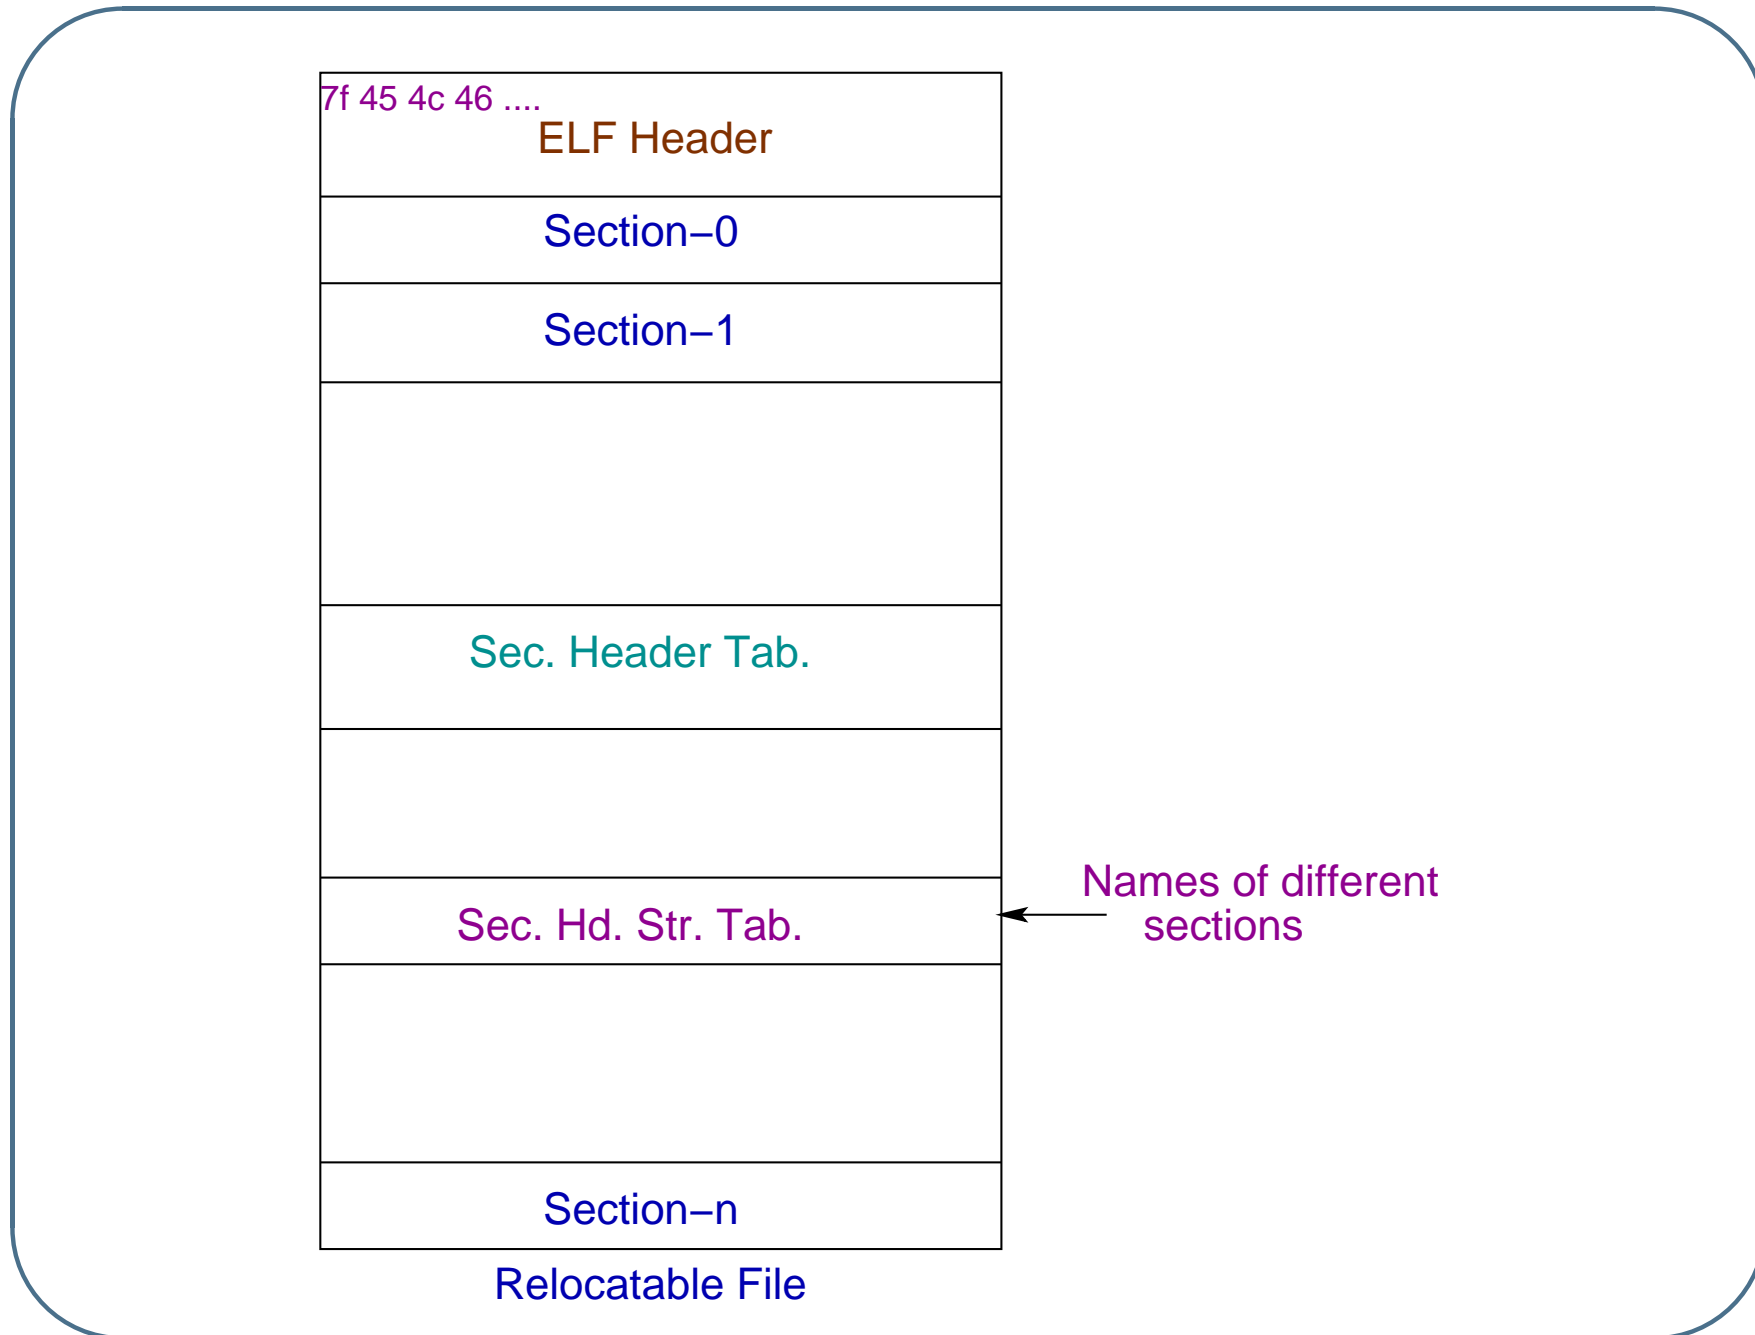 7f 45 4c 46 ....
ELF Header
Section−0
Section−1
Sec. Header Tab.
Names of different
sections
Sec. Hd. Str. Tab.
Section−n
Relocatable File